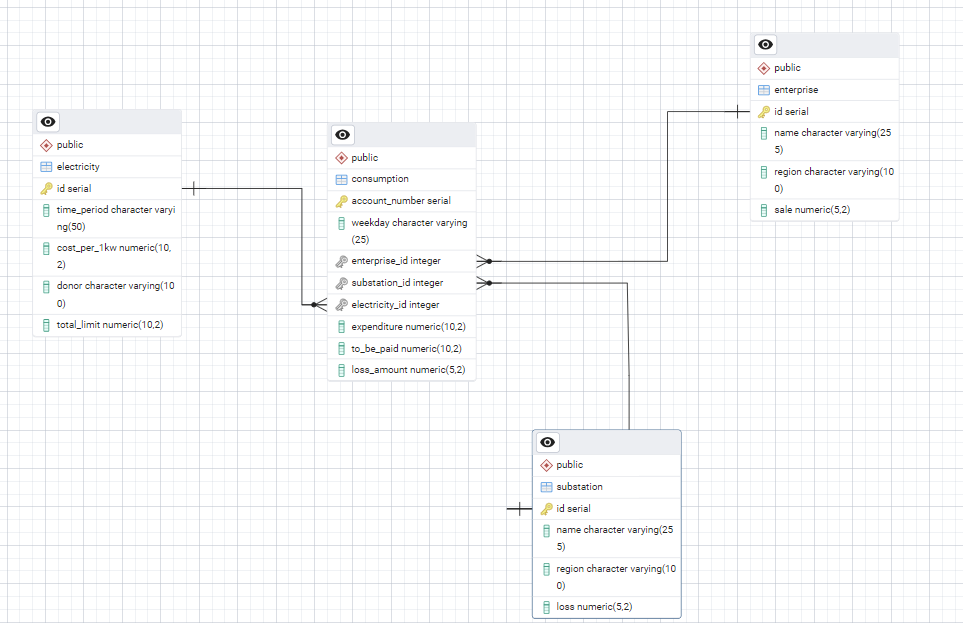 public
electricity
id serial
time_period character varyi
ng(50)
cost_per_1kw numeric(10,
2)
donor character varying(10
0)
total_limit numeric(10,2)
public
consumption
account_number serial
weekday character varying
(25)
enterprise_id integer
substation_id integer
electricity_id integer
expenditure numeric(10,2)
to_be_paid numeric(10,2)
loss_amount numeric(5,2)
public
enterprise
id serial
name character varying(25
5)
region character varying(10
0)
sale numeric(5,2)
public
substation
id serial
name character varying(25
5)
region character varying(10
0)
loss numeric(5,2)